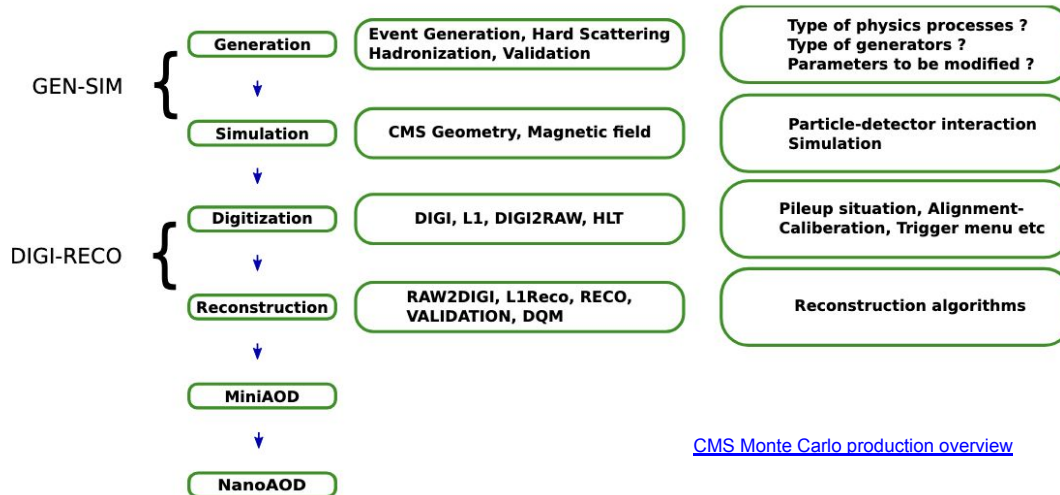 GEN-SIM
Generation
Event Generation, Hard Scattering
Hadronization, Validation
Type of physics processes ?
Type of generators ?
Parameters to be modified ?
Simulation
CMS Geometry, Magnetic field
Particle-detector interaction
Simulation
DIGI-RECO
Digitization
DIGI, L1, DIGI2RAW, HLT
Pileup situation, Alignment-
Caliberation, Trigger menu etc
Reconstruction
RAW2DIGI, L1Reco, RECO,
VALIDATION, DQM
Reconstruction algorithms
MiniAOD
CMS Monte Carlo production overview
NanoAOD